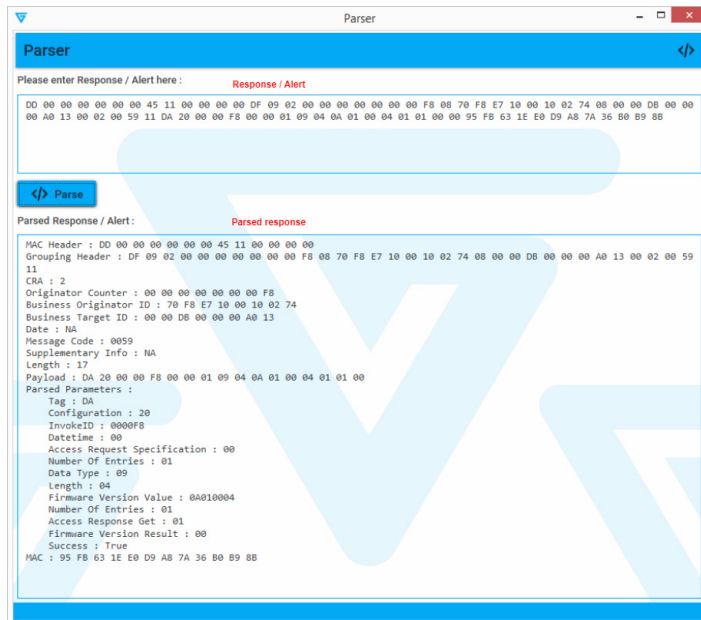 Parser
Parser
</>
Please enter Response / Alert here :
Response / Alert
DD 00 00 00 00 00 00 45 11 00 00 00 00 DF 09 02 00 00 00 00 00 00 00 F8 08 70 F8 E7 10 00 10 02 74 08 00 00 DB 00 00
00 A0 13 00 02 00 59 11 DA 20 00 00 F8 00 00 01 09 04 0A 01 00 04 01 01 00 00 95 FB 63 1E E0 D9 A8 7A 36 B0 B9 8B
</> Parse
Parsed Response / Alert :
Parsed response
MAC Header : DD 00 00 00 00 00 00 45 11 00 00 00 00
Grouping Header : DF 09 02 00 00 00 00 00 00 00 F8 08 70 F8 E7 10 00 10 02 74 08 00 00 DB 00 00 00 A0 13 00 02 00 59
11
CRA : 2
Originator Counter : 00 00 00 00 00 00 00 F8
Business Originator ID : 70 F8 E7 10 00 10 02 74
Business Target ID : 00 00 DB 00 00 00 A0 13
Date : NA
Message Code : 0059
Supplementary Info : NA
Length : 17
Payload : DA 20 00 00 F8 00 00 01 09 04 0A 01 00 04 01 01 00
Parsed Parameters :
Tag : DA
Configuration : 20
InvokeID : 0000F8
Datetime : 00
Access Request Specification : 00
Number Of Entries : 01
Data Type : 09
Length : 04
Firmware Version Value : 0A010004
Number Of Entries : 01
Access Response Get : 01
Firmware Version Result : 00
Success : True
MAC : 95 FB 63 1E E0 D9 A8 7A 36 B0 B9 8B